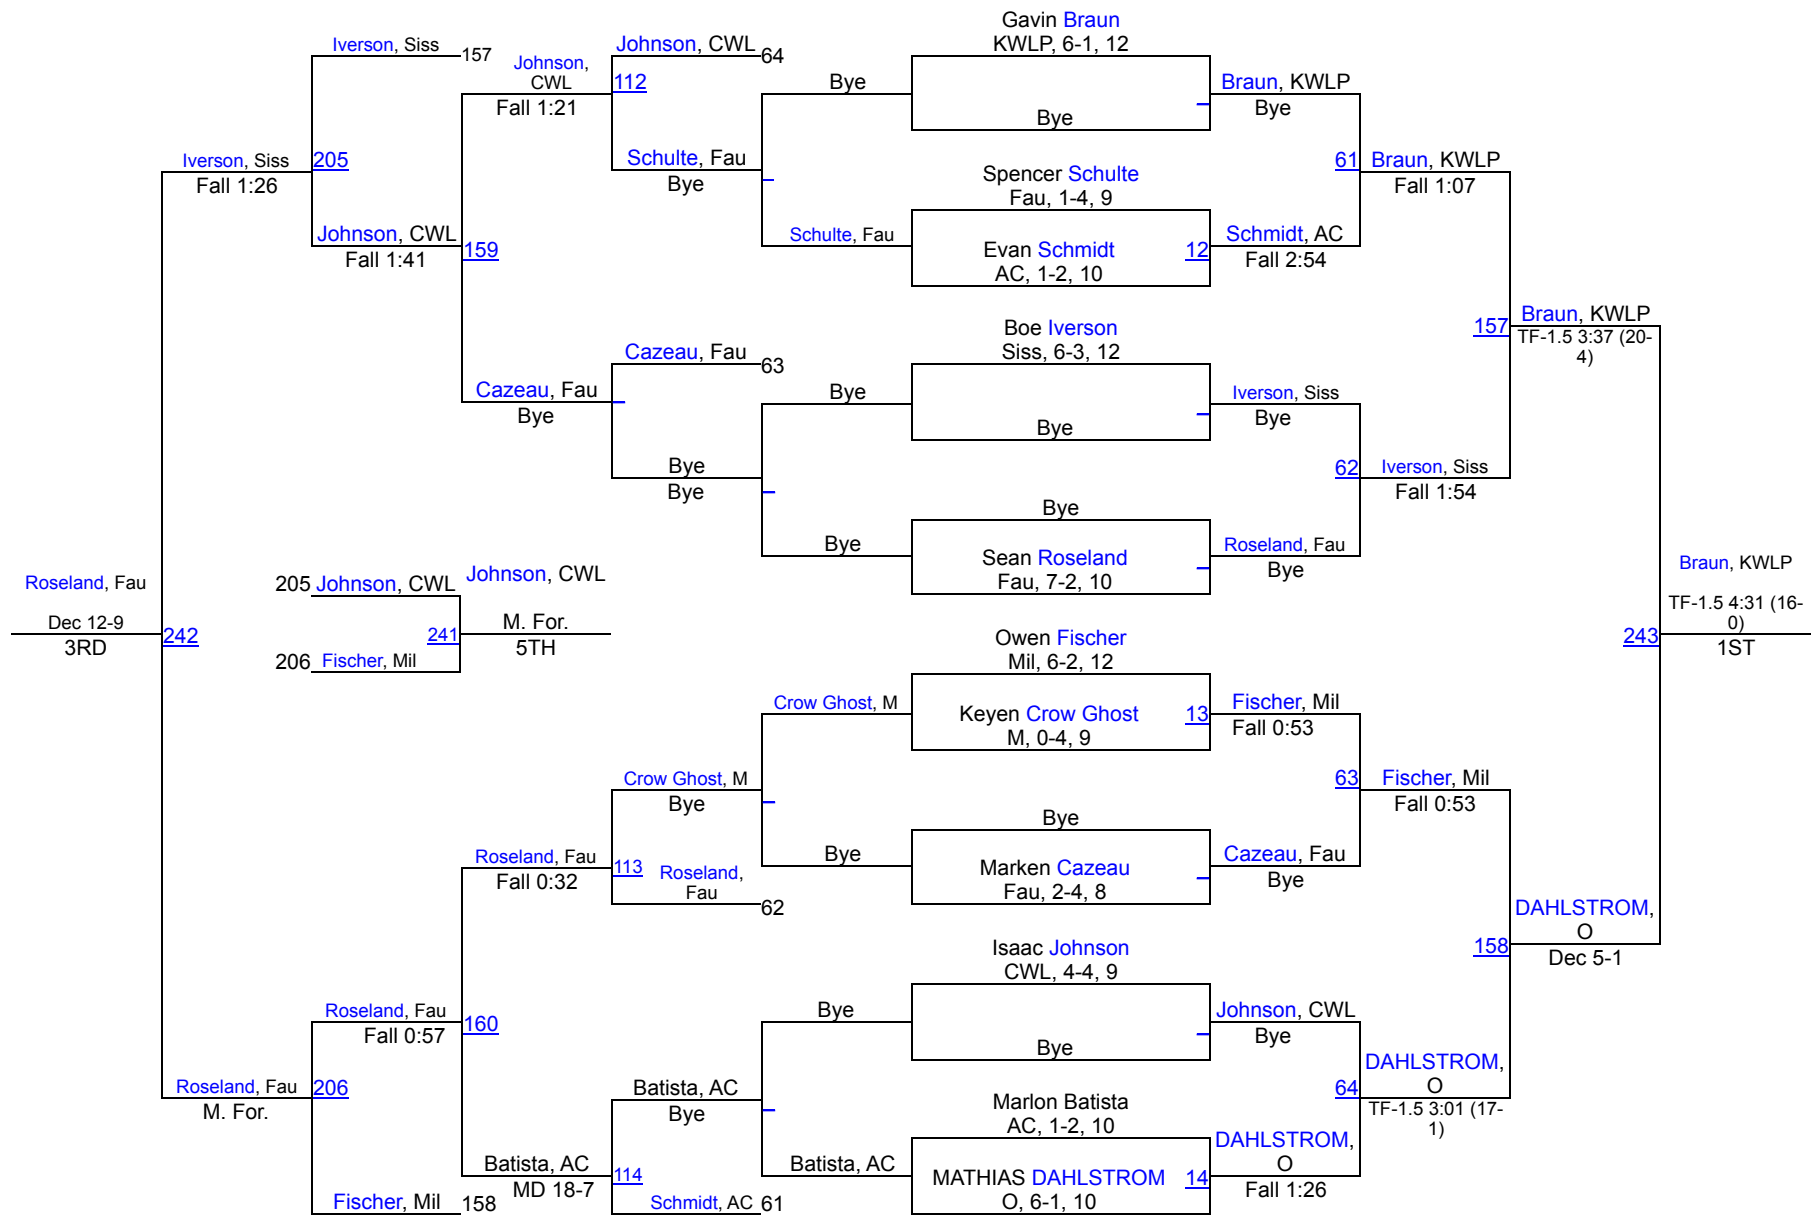 Gavin Braun
KWLP, 6-1, 12
Iverson, Siss
157
Johnson, CWL
64
Johnson,
CWL
112
Fall 1:21
Bye
Bye
Braun, KWLP
Bye
Iverson, Siss
205
Fall 1:26
Schulte, Fau
Bye
Spencer Schulte
Fau, 1-4, 9
61
Braun, KWLP
Fall 1:07
Johnson, CWL
Fall 1:41
159
Schulte, Fau
Evan Schmidt
AC, 1-2, 10
12
Schmidt, AC
Fall 2:54
Boe Iverson
Siss, 6-3, 12
157
Braun, KWLP
TF-1.5 3:37 (20-
4)
Cazeau, Fau
63
Cazeau, Fau
Bye
Bye
Bye
Iverson, Siss
Bye
Bye
Bye
62
Iverson, Siss
Fall 1:54
Bye
Bye
Sean Roseland
Fau, 7-2, 10
Roseland, Fau
Bye
Roseland, Fau
Dec 12-9
3RD
242
205
Johnson, CWL
Johnson, CWL
241
M. For.
5TH
206
Fischer, Mil
Braun, KWLP
TF-1.5 4:31 (16-
0)
243
1ST
Owen Fischer
Mil, 6-2, 12
Crow Ghost, M
Keyen Crow Ghost
M, 0-4, 9
13
Fischer, Mil
Fall 0:53
Crow Ghost, M
Bye
63
Fischer, Mil
Fall 0:53
Bye
Bye
Marken Cazeau
Fau, 2-4, 8
Cazeau, Fau
Bye
Roseland, Fau
Fall 0:32
113
Roseland,
Fau
62
DAHLSTROM,
O
158
Dec 5-1
Isaac Johnson
CWL, 4-4, 9
Roseland, Fau
Fall 0:57
160
Bye
Bye
Johnson, CWL
Bye
Roseland, Fau
206
M. For.
Batista, AC
Bye
Marlon Batista
AC, 1-2, 10
64
DAHLSTROM,
O
TF-1.5 3:01 (17-
1)
Batista, AC
MD 18-7
114
Batista, AC
MATHIAS DAHLSTROM
O, 6-1, 10
14
DAHLSTROM,
O
Fall 1:26
Fischer, Mil
158
Schmidt, AC
61